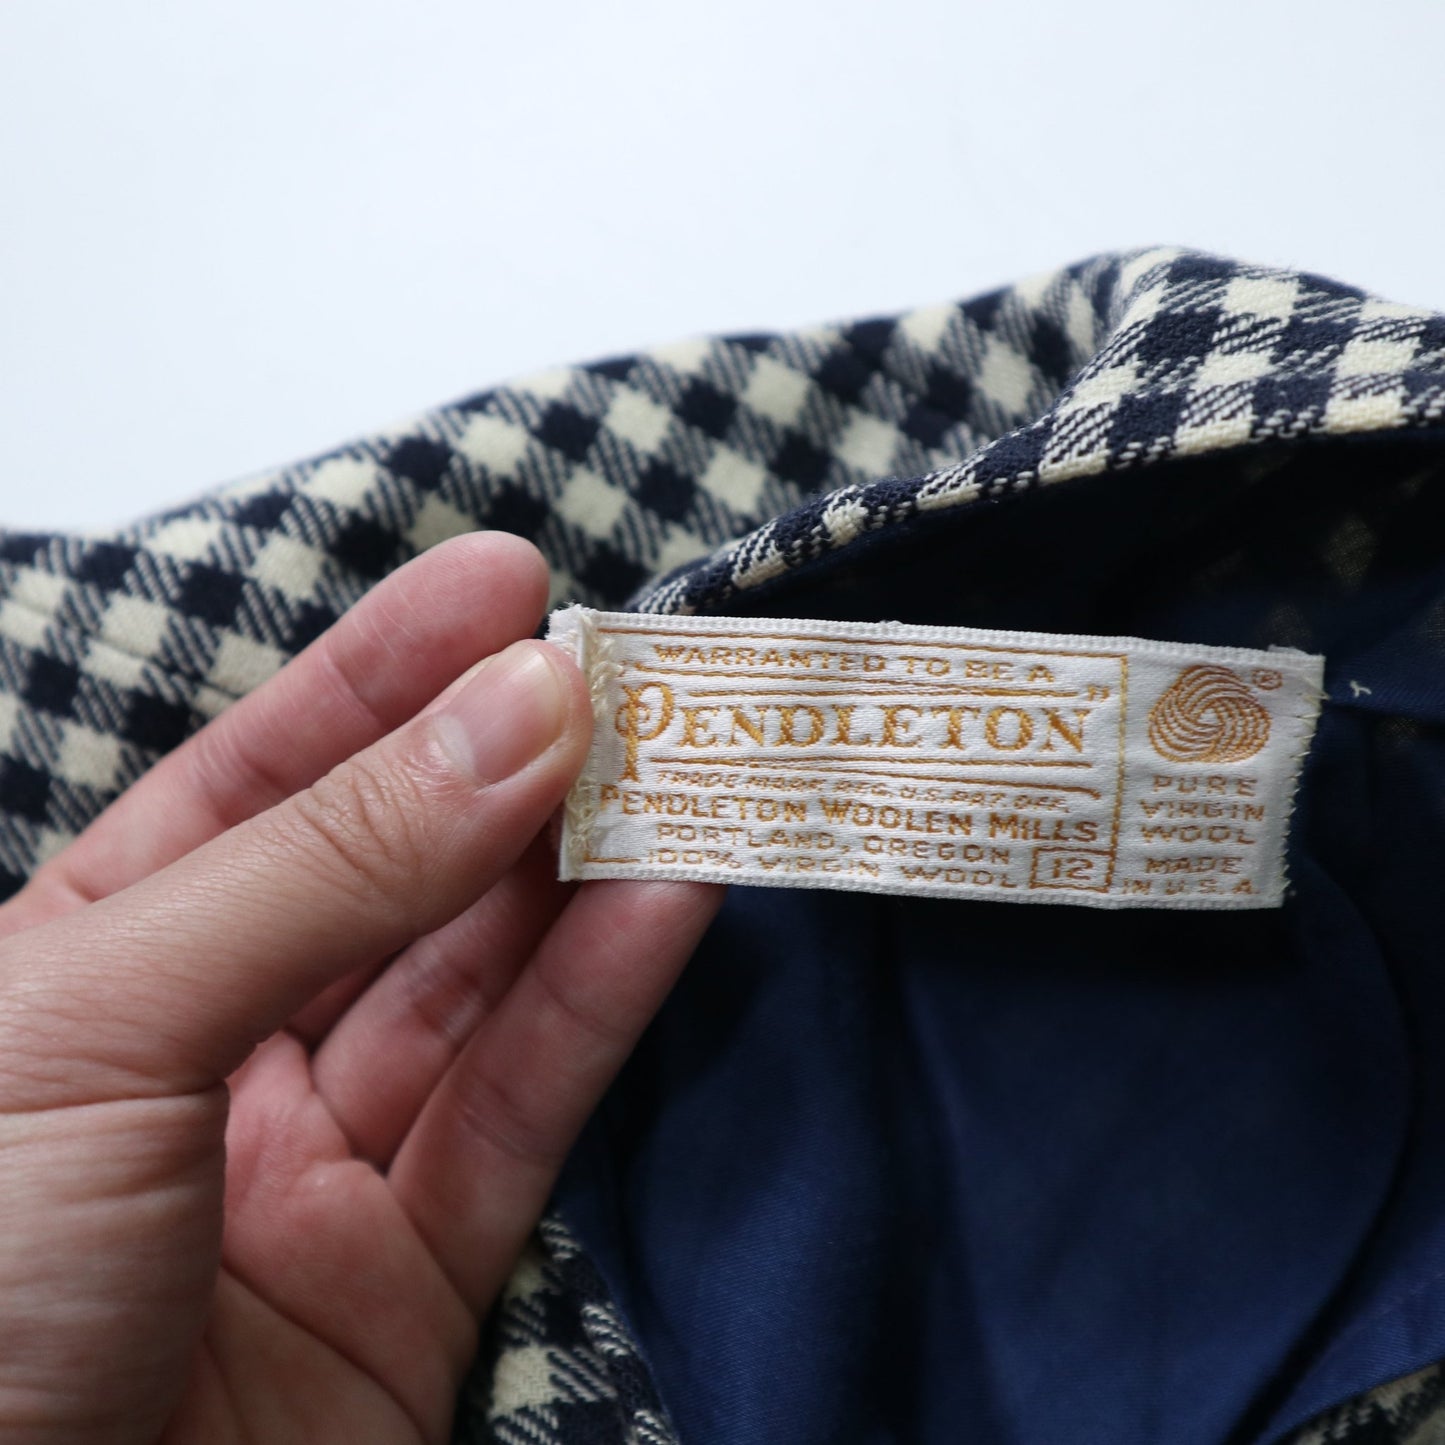 WARRANTED TO BE A
"PENDLETON"
TRADE MARK REG. U.S. PAT. OFF.
PENDLETON WOOLEN MILLS
PORTLAND, OREGON
100% VIRGIN WOOL
12
®
PURE
VIRGIN
WOOL
MADE
IN U.S.A.